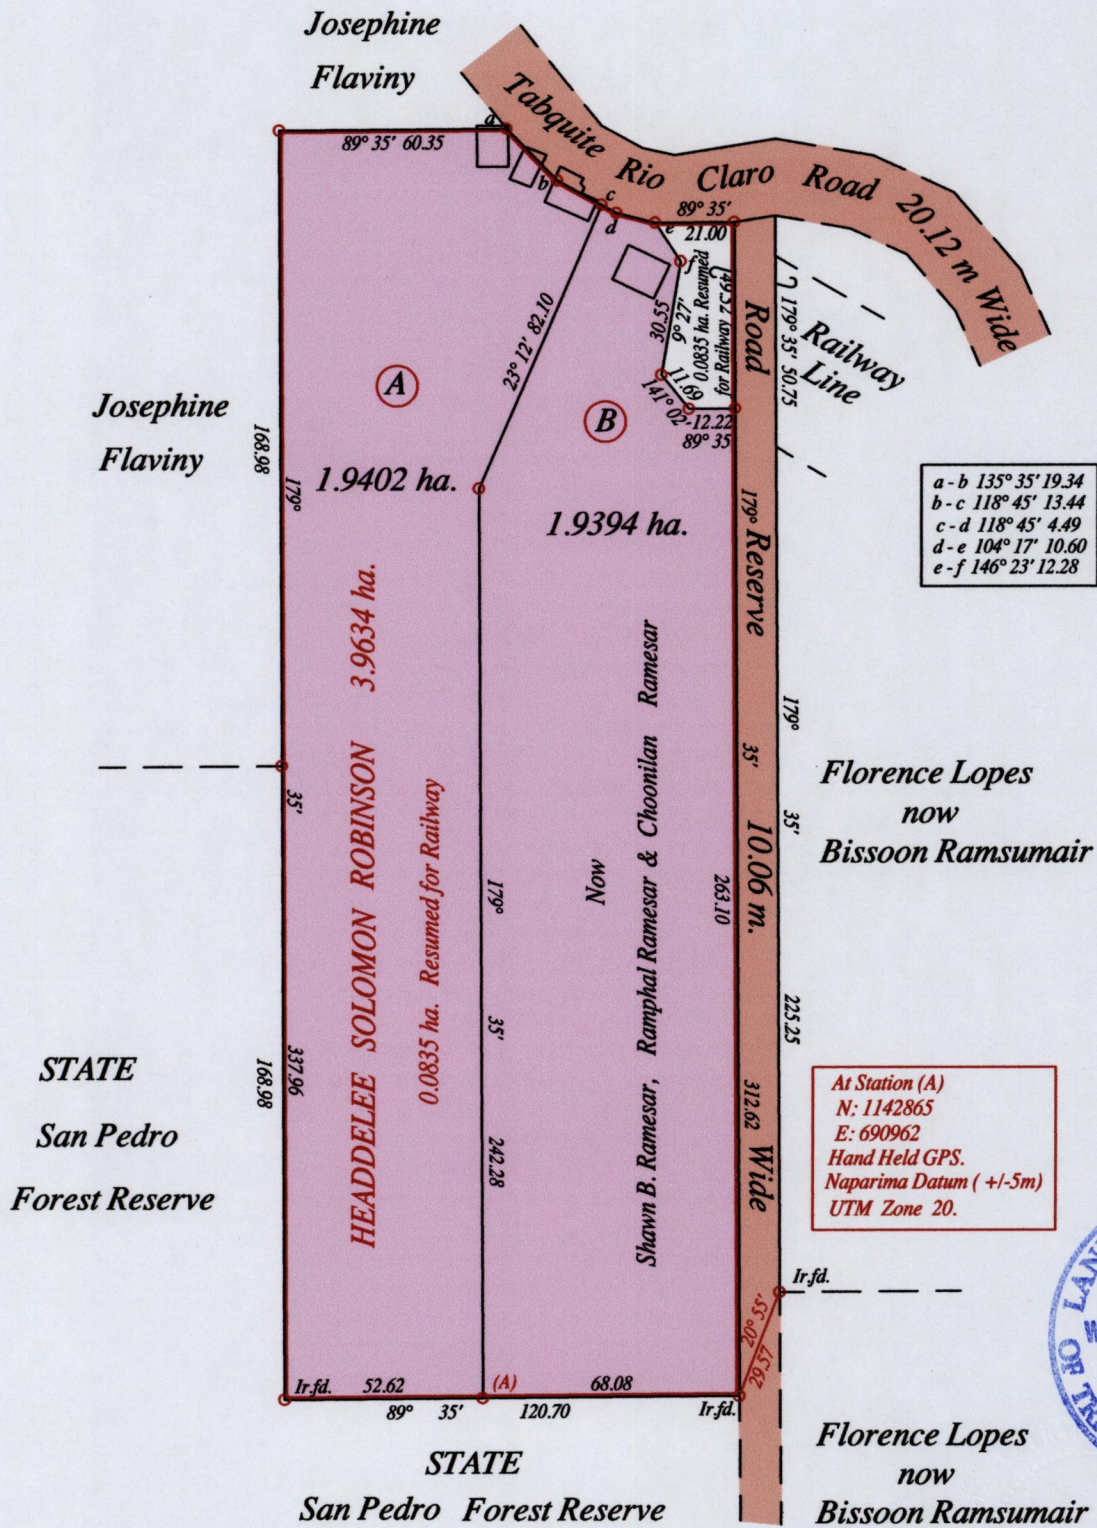 Josephine
Flaviny
Tabquite Rio Claro Road 20.12 m Wide
a
89° 35' 60.35
b
c
d
e
f
89° 35'
21.00
49.52
0.0835 ha. Resumed
for Railway
9° 27'
30.55
11.69
141° 02-
12.22
89° 35
179° 35' 50.75
Railway
Line
23° 12' 82.10
A
B
Josephine
Flaviny
168.98
179°
1.9402 ha.
1.9394 ha.
a - b 135° 35' 19.34
b - c 118° 45' 13.44
c - d 118° 45' 4.49
d - e 104° 17' 10.60
e - f 146° 23' 12.28
Road Reserve 10.06 m. Wide
179° 35' 312.62
179° 35' 225.25
263.10
35'
HEADDELEE SOLOMON ROBINSON 3.9634 ha.
0.0835 ha. Resumed for Railway
179° 35' 242.28
Now
Shawn B. Ramesar, Ramphal Ramesar & Choonilan Ramesar
Florence Lopes
now
Bissoon Ramsumair
STATE
San Pedro
Forest Reserve
337.96
168.98
At Station (A)
N: 1142865
E: 690962
Hand Held GPS.
Naparima Datum ( +/-5m)
UTM Zone 20.
Ir.fd.
20° 55'
29.57
Ir.fd.
52.62
(A)
68.08
Ir.fd.
89° 35' 120.70
STATE
San Pedro Forest Reserve
Florence Lopes
now
Bissoon Ramsumair